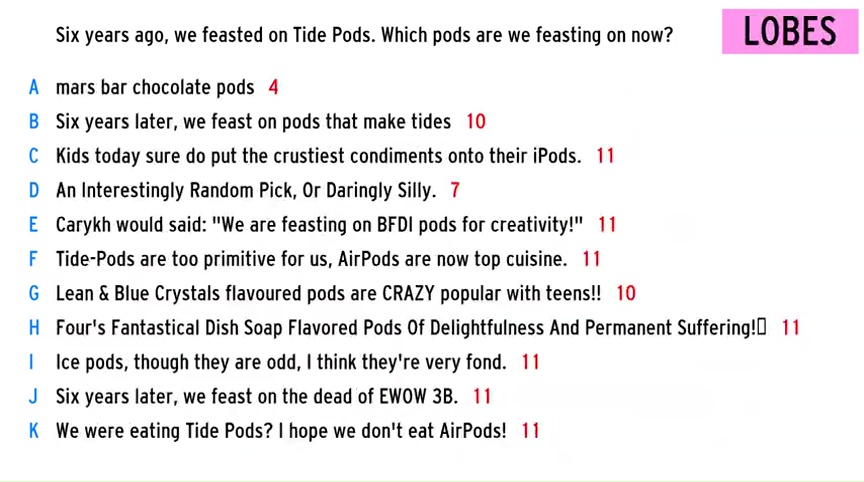 Six years ago, we feasted on Tide Pods. Which pods are we feasting on now?
LOBES
A mars bar chocolate pods 4
B Six years later, we feast on pods that make tides 10
C Kids today sure do put the crustiest condiments onto their iPods. 11
D An Interestingly Random Pick, Or Daringly Silly. 7
E Carykh would said: "We are feasting on BFDI pods for creativity!" 11
F Tide-Pods are too primitive for us, AirPods are now top cuisine. 11
G Lean & Blue Crystals flavoured pods are CRAZY popular with teens!! 10
H Four's Fantastical Dish Soap Flavored Pods Of Delightfulness And Permanent Suffering! 11
I Ice pods, though they are odd, I think they're very fond. 11
J Six years later, we feast on the dead of EWOW 3B. 11
K We were eating Tide Pods? I hope we don't eat AirPods! 11